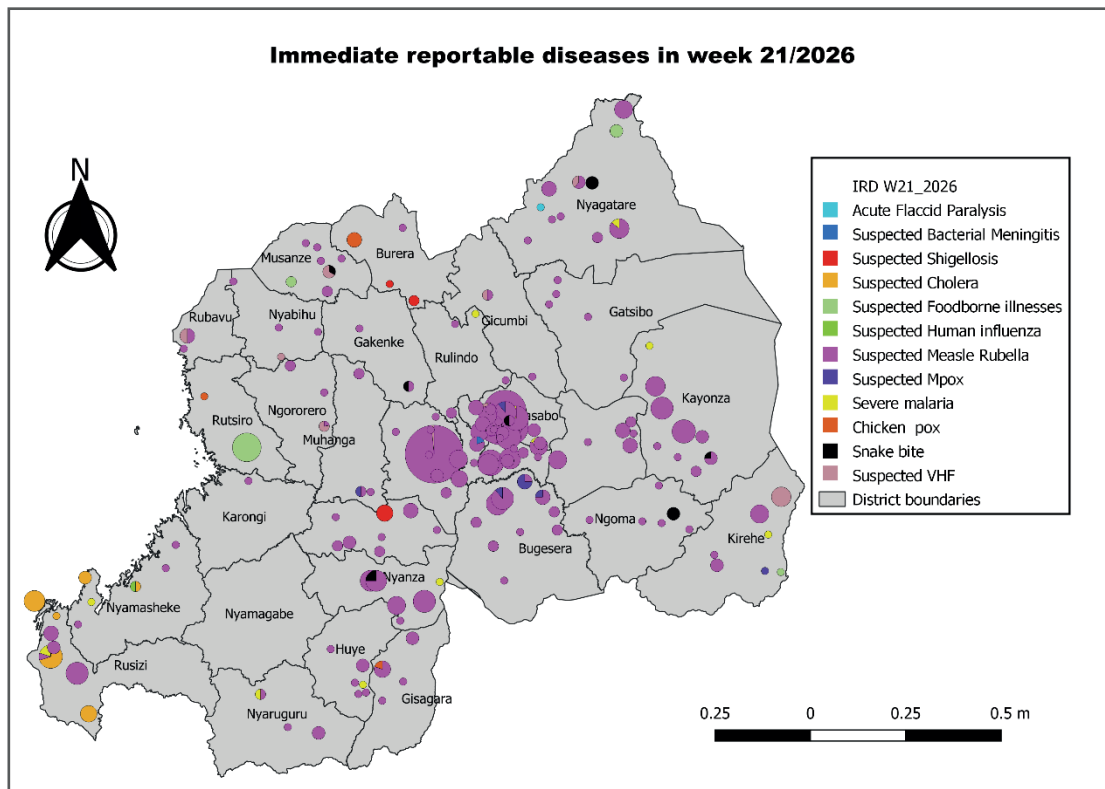 Immediate reportable diseases in week 21/2026
N
Nyagatare
Burera
Musanze
Gatsibo
Rubavu
Nyabihu
Gicumbi
Gakenke
Rulindo
Kayonza
Ngororero
Rutsiro
Muhanga
Karongi
Ngoma
Kirehe
Bugesera
Nyanza
Nyamasheke
Nyamagabe
Huye
Rusizi
Gisagara
Nyaruguru
IRD W21_2026
Acute Flaccid Paralysis
Suspected Bacterial Meningitis
Suspected Shigellosis
Suspected Cholera
Suspected Foodborne illnesses
Suspected Human influenza
Suspected Measle Rubella
Suspected Mpox
Severe malaria
Chicken pox
Snake bite
Suspected VHF
District boundaries
0.25 0 0.25 0.5 m